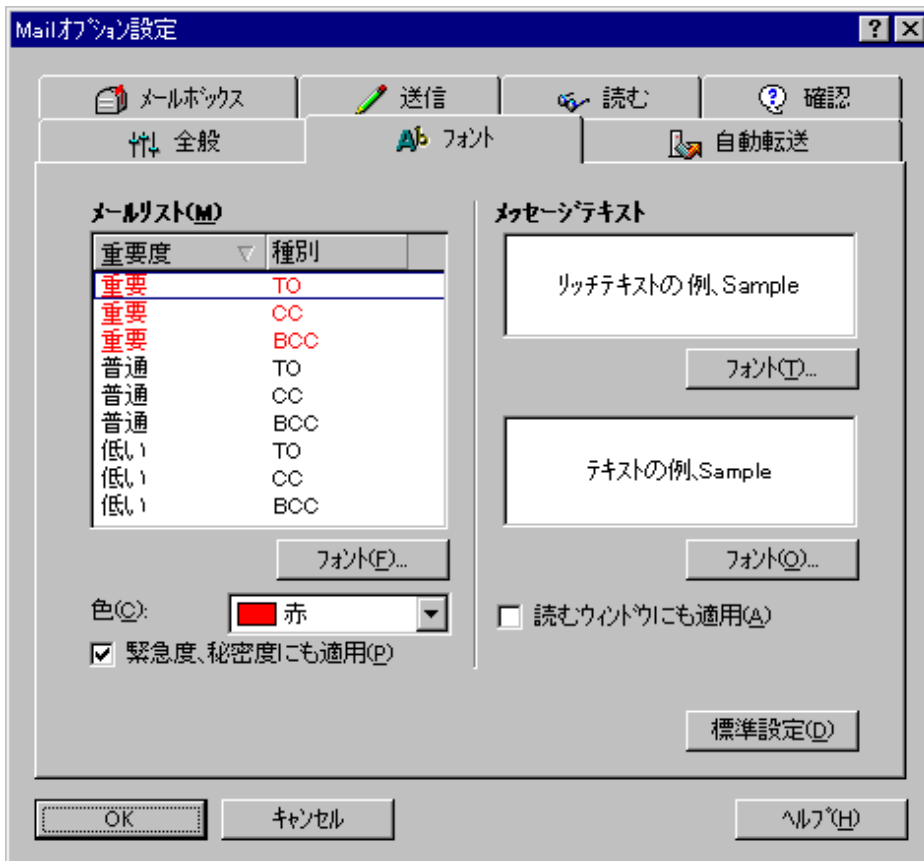 Mailｵﾌﾟｼｮﾝ設定
ﾒｰﾙﾎﾞｯｸｽ 送信 読む 確認
全般 ﾌｫﾝﾄ 自動転送
ﾒｰﾙﾘｽﾄ(M)
重要度 種別
重要 TO
重要 CC
重要 BCC
普通 TO
普通 CC
普通 BCC
低い TO
低い CC
低い BCC
ﾌｫﾝﾄ(F)...
色(C): 赤
緊急度､秘密度にも適用(P)
ﾒｯｾｰｼﾞﾃｷｽﾄ
ﾘｯﾁﾃｷｽﾄの例､Sample
ﾌｫﾝﾄ(T)...
ﾃｷｽﾄの例､Sample
ﾌｫﾝﾄ(O)...
読むｳｨﾝﾄﾞｳにも適用(A)
標準設定(D)
OK ｷｬﾝｾﾙ ﾍﾙﾌﾟ(H)